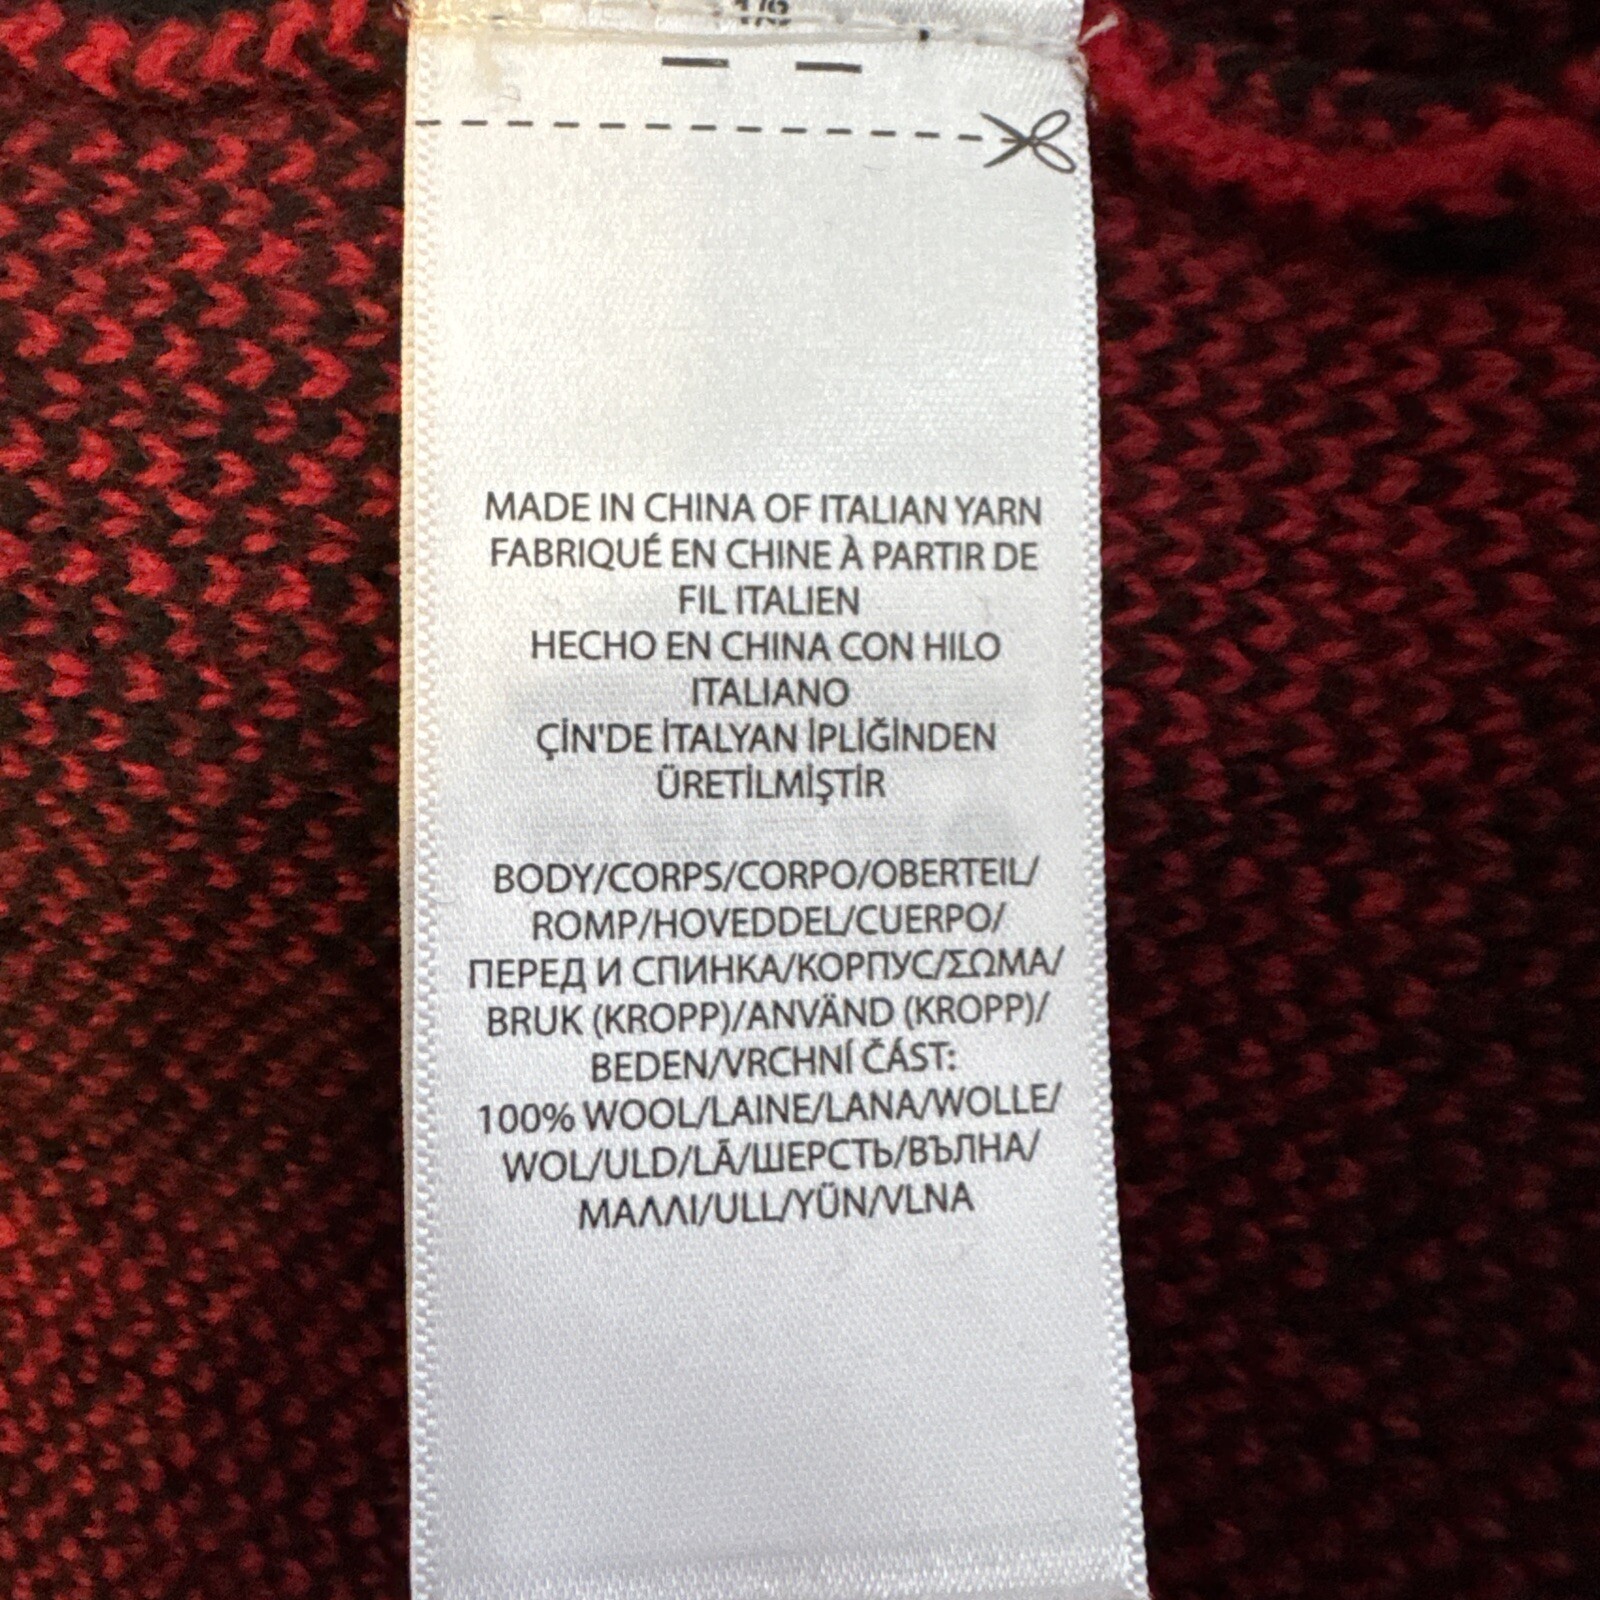 1/8
MADE IN CHINA OF ITALIAN YARN
FABRIQUÉ EN CHINE À PARTIR DE
FIL ITALIEN
HECHO EN CHINA CON HILO
ITALIANO
ÇİN'DE İTALYAN İPLİĞİNDEN
ÜRETİLMİŞTİR
BODY/CORPS/CORPO/OBERTEIL/
ROMP/HOVEDDEL/CUERPO/
ПЕРЕД И СПИНКА/КОРПУС/ΣΩΜΑ/
BRUK (KROPP)/ANVÄND (KROPP)/
BEDEN/VRCHNÍ ČÁST:
100% WOOL/LAINE/LANA/WOLLE/
WOL/ULD/LÃ/ШЕРСТЬ/ВЪЛНА/
ΜΑΛΛΙ/ULL/YÜN/VLNA